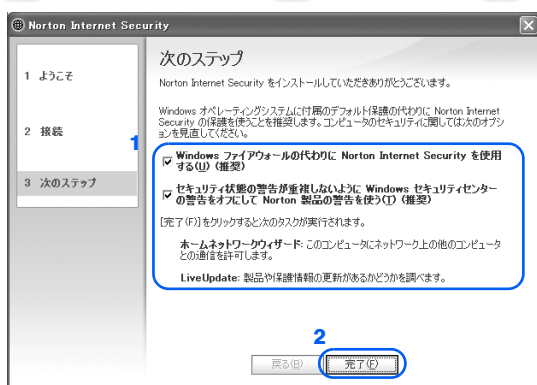 Norton Internet Security
1 ようこそ
2 接続
3 次のステップ
次のステップ
Norton Internet Security をインストールしていただきありがとうございます。
Windows オペレーティングシステムに付属のデフォルト保護の代わりに Norton Internet
Security の保護を使うことを推奨します。コンピュータのセキュリティに関しては次のオプシ
ョンを見直してください。
1
Windows ファイアウォールの代わりに Norton Internet Security を使用
する(U) (推奨)
セキュリティ状態の警告が重複しないように Windows セキュリティセンター
の警告をオフにして Norton 製品の警告を使う(T) (推奨)
[完了(F)]をクリックすると次のタスクが実行されます。
ホームネットワークウィザード: このコンピュータにネットワーク上の他のコンピュータ
との通信を許可します。
LiveUpdate: 製品や保護情報の更新があるかどうかを調べます。
2
戻る(B)
完了(F)